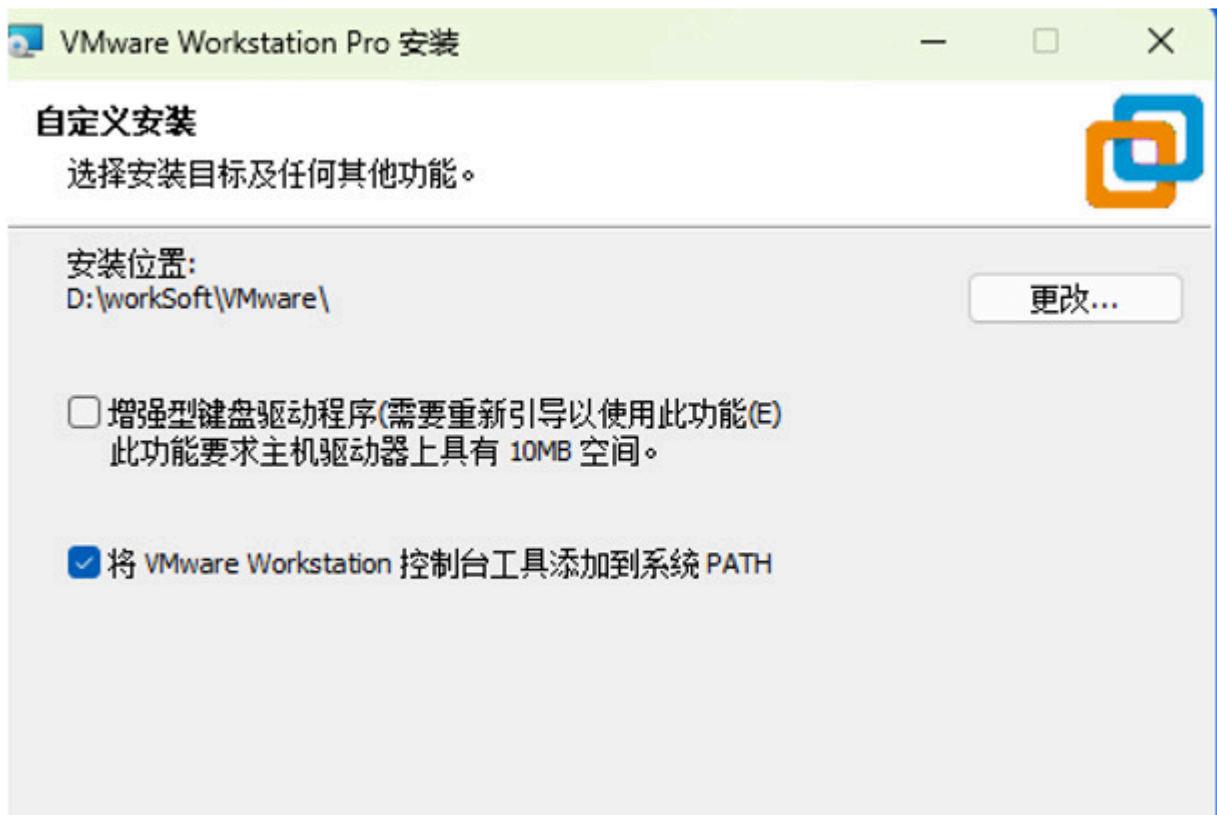 VMware Workstation Pro 安装
自定义安装
选择安装目标及任何其他功能。
安装位置:
D:\workSoft\VMware\
更改...
增强型键盘驱动程序(需要重新引导以使用此功能(E)
此功能要求主机驱动器上具有 10MB 空间。
将 VMware Workstation 控制台工具添加到系统 PATH